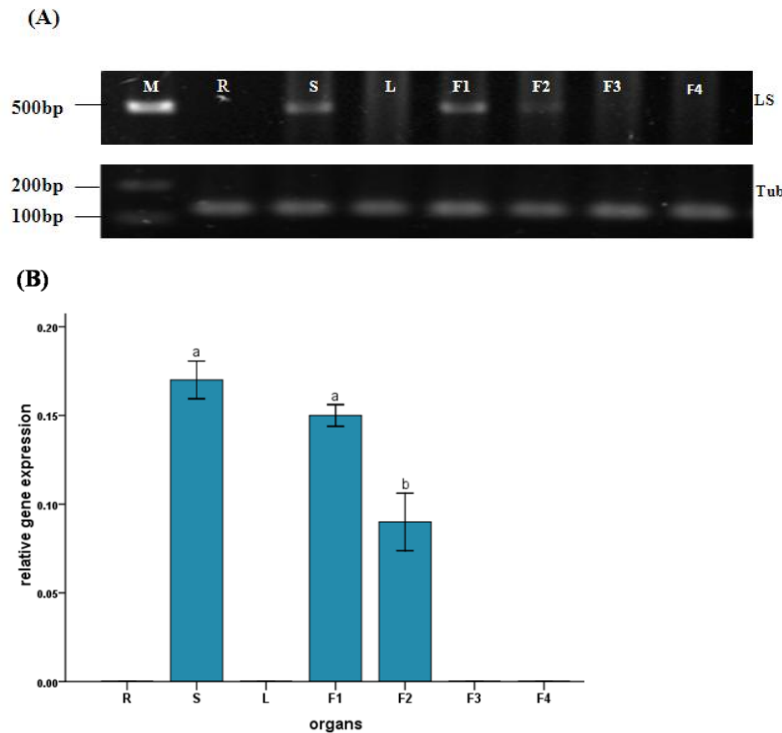 (A)
M R S L F1 F2 F3 F4
500bp
LS
200bp
Tub
100bp
(B)
0.20
0.15
0.10
0.05
0.00
relative gene expression
a
a
b
R S L F1 F2 F3 F4
organs